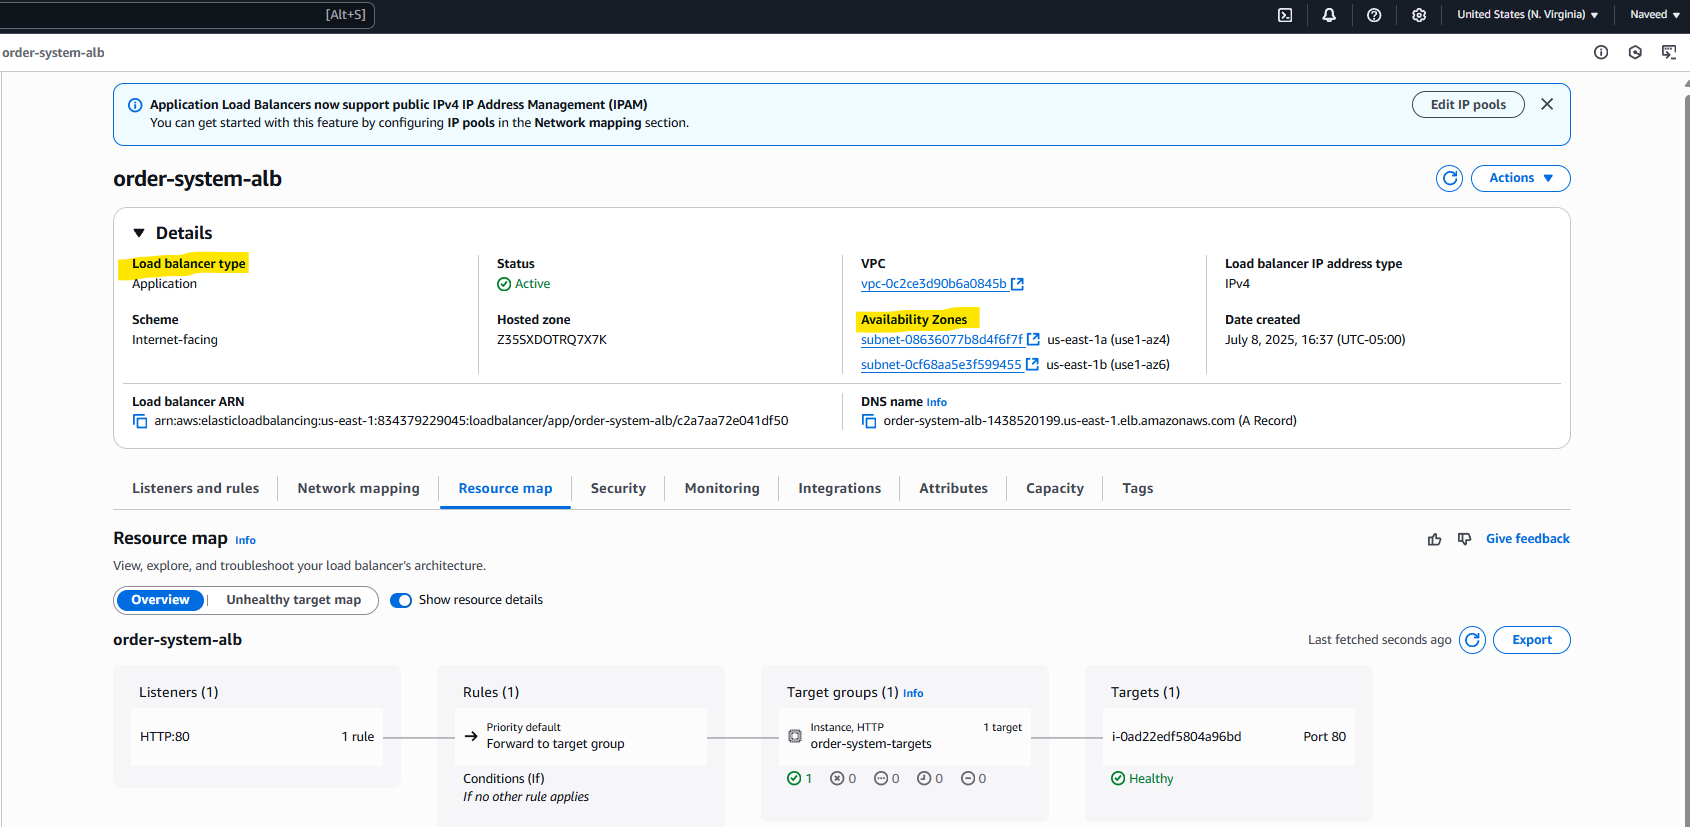 [Alt+S]
United States (N. Virginia)
Naveed
order-system-alb
Application Load Balancers now support public IPv4 IP Address Management (IPAM)
You can get started with this feature by configuring IP pools in the Network mapping section.
Edit IP pools
order-system-alb
Actions
Details
Load balancer type
Application
Status
Active
VPC
vpc-0c2ce3d90b6a0845b
Load balancer IP address type
IPv4
Scheme
Internet-facing
Hosted zone
Z35SXDOTRQ7X7K
Availability Zones
subnet-08636077b8d4f6f7f us-east-1a (use1-az4)
subnet-0cf68aa5e3f599455 us-east-1b (use1-az6)
Date created
July 8, 2025, 16:37 (UTC-05:00)
Load balancer ARN
arn:aws:elasticloadbalancing:us-east-1:834379229045:loadbalancer/app/order-system-alb/c2a7aa72e041df50
DNS name Info
order-system-alb-1438520199.us-east-1.elb.amazonaws.com (A Record)
Listeners and rules
Network mapping
Resource map
Security
Monitoring
Integrations
Attributes
Capacity
Tags
Resource map Info
Give feedback
View, explore, and troubleshoot your load balancer's architecture.
Overview
Unhealthy target map
Show resource details
order-system-alb
Last fetched seconds ago
Export
Listeners (1)
HTTP:80 1 rule
Rules (1)
Priority default
Forward to target group
Conditions (If)
If no other rule applies
Target groups (1) Info
Instance, HTTP 1 target
order-system-targets
1 0 0 0 0
Targets (1)
i-0ad22edf5804a96bd Port 80
Healthy